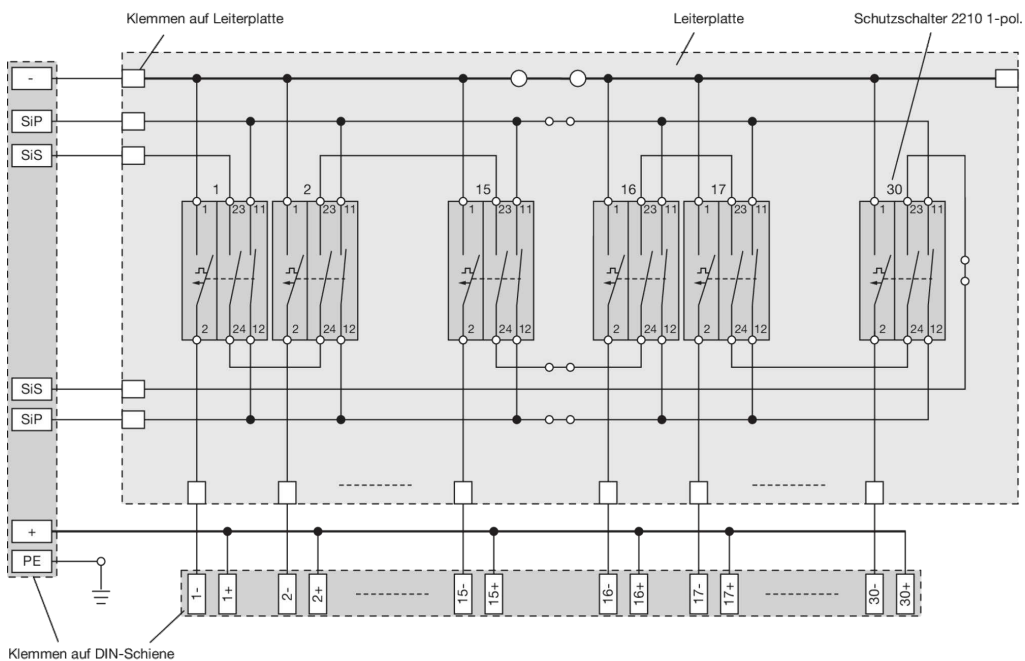 Klemmen auf Leiterplatte
Leiterplatte
Schutzschalter 2210 1-pol.
-
SiP
SiS
1
2
15
16
17
30
1 23 11
1 23 11
1 23 11
1 23 11
1 23 11
1 23 11
2 24 12
2 24 12
2 24 12
2 24 12
2 24 12
2 24 12
SiS
SiP
+
PE
1-
1+
2-
2+
15-
15+
16-
16+
17-
17+
30-
30+
Klemmen auf DIN-Schiene